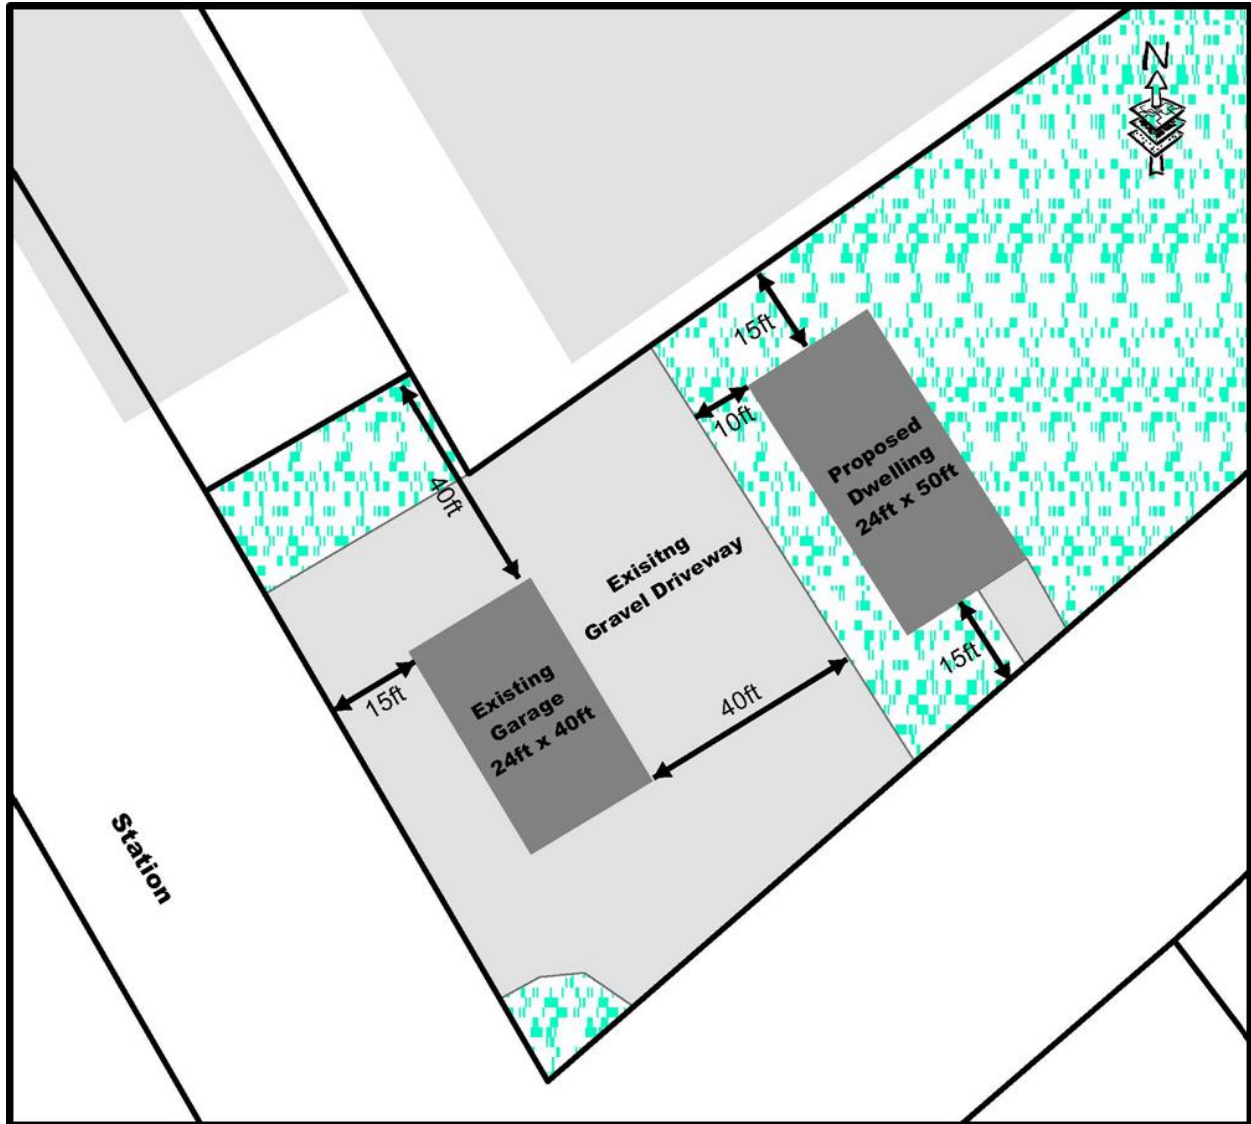 N
15ft
10ft
Proposed
Dwelling
24ft x 50ft
40ft
Exisitng
Gravel Driveway
15ft
15ft
40ft
Existing
Garage
24ft x 40ft
Station